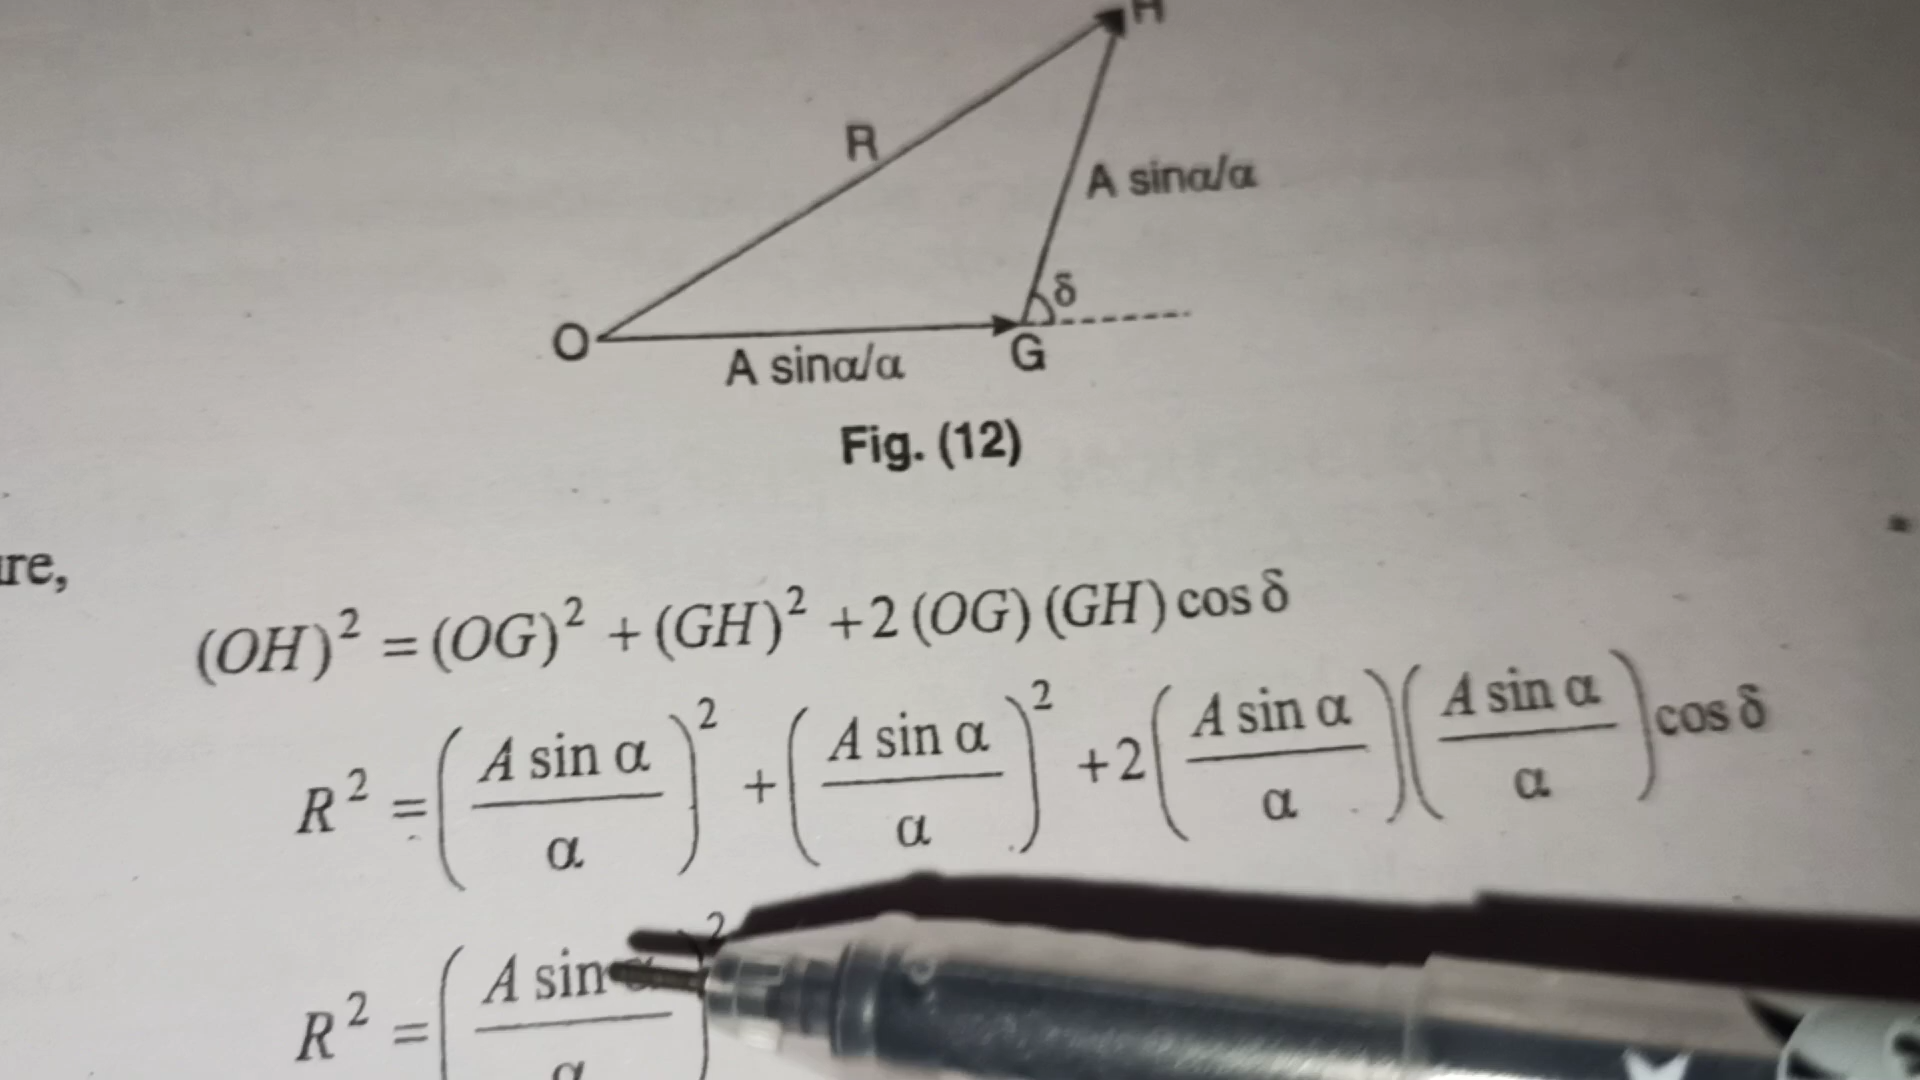 H
R
A sinα/α
δ
O
G
A sinα/α
Fig. (12)
(OH)² = (OG)² + (GH)² + 2 (OG) (GH) cos δ
R² = (A sin α / α)² + (A sin α / α)² + 2 (A sin α / α) (A sin α / α) cos δ
R² = (A sin